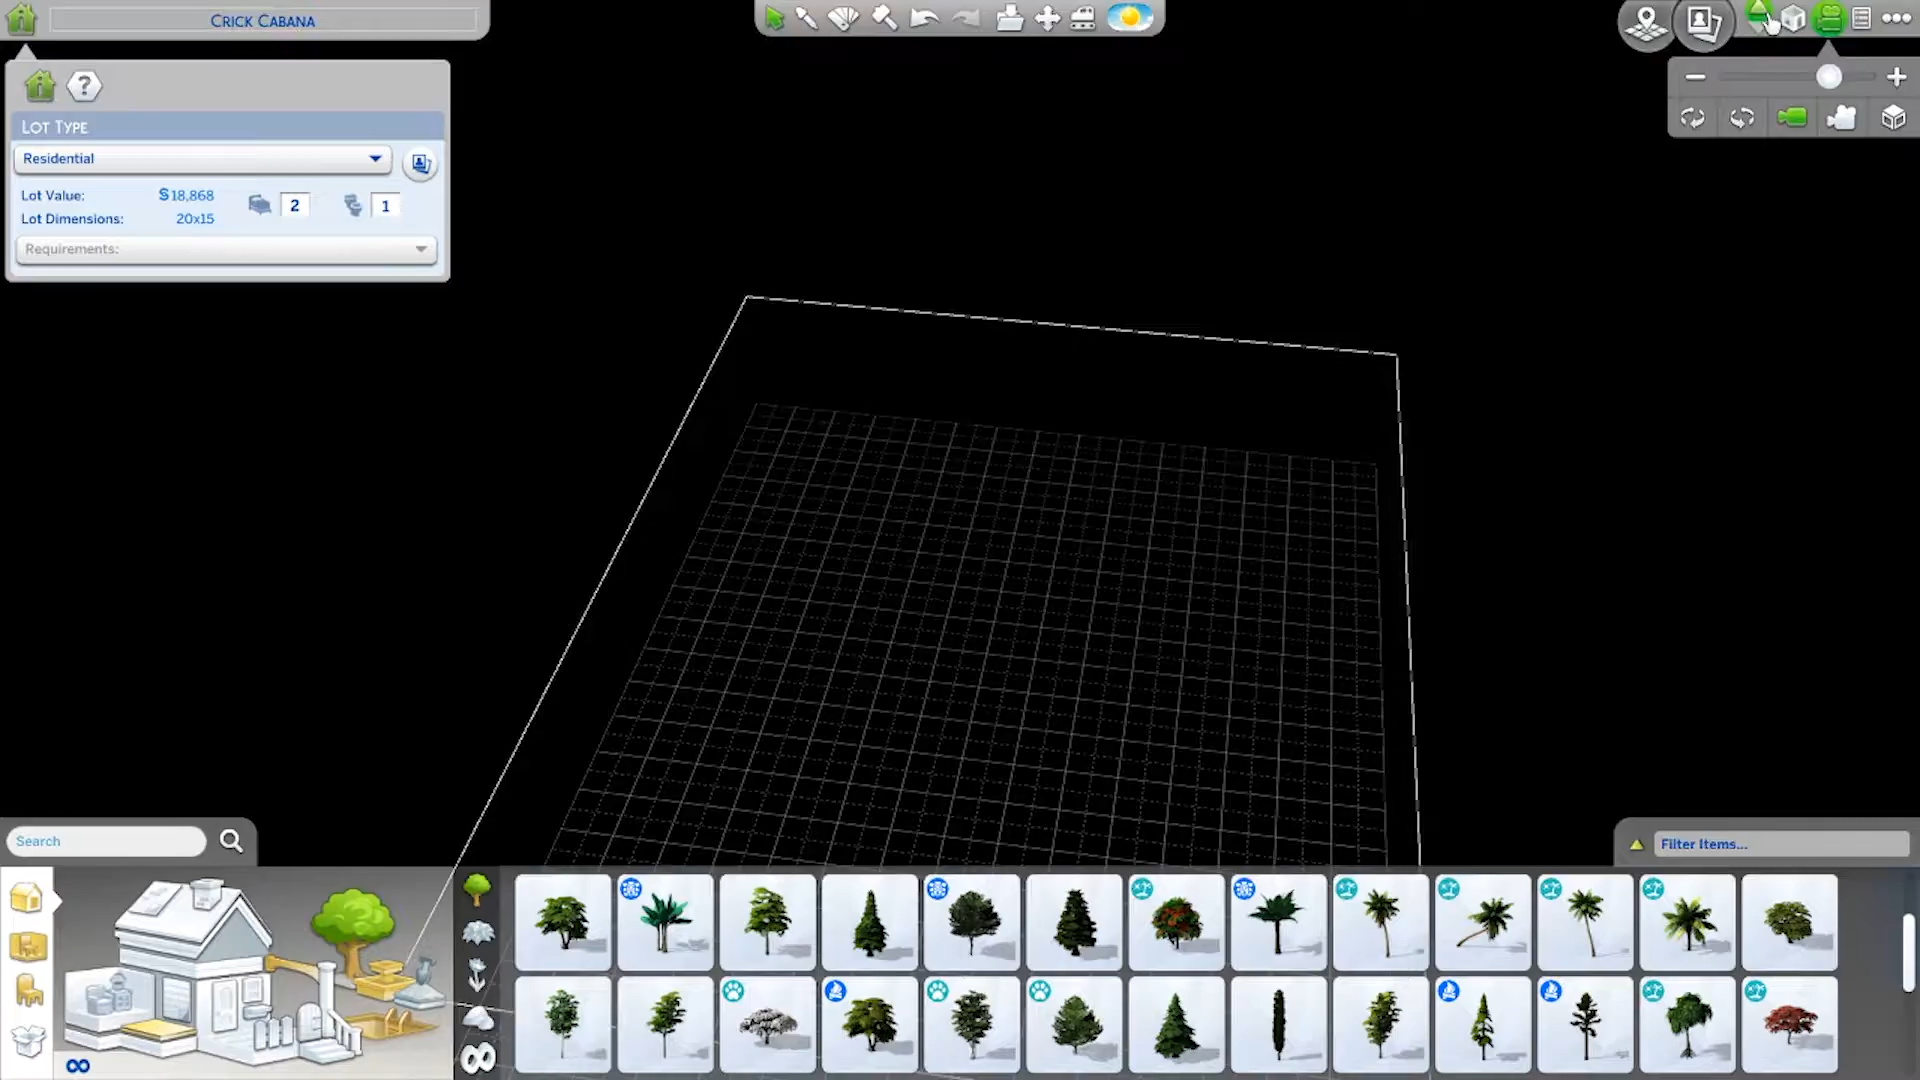 CRICK CABANA
?
LOT TYPE
Residential
Lot Value: §18,868 2 1
Lot Dimensions: 20x15
Requirements:
Search
Filter Items...